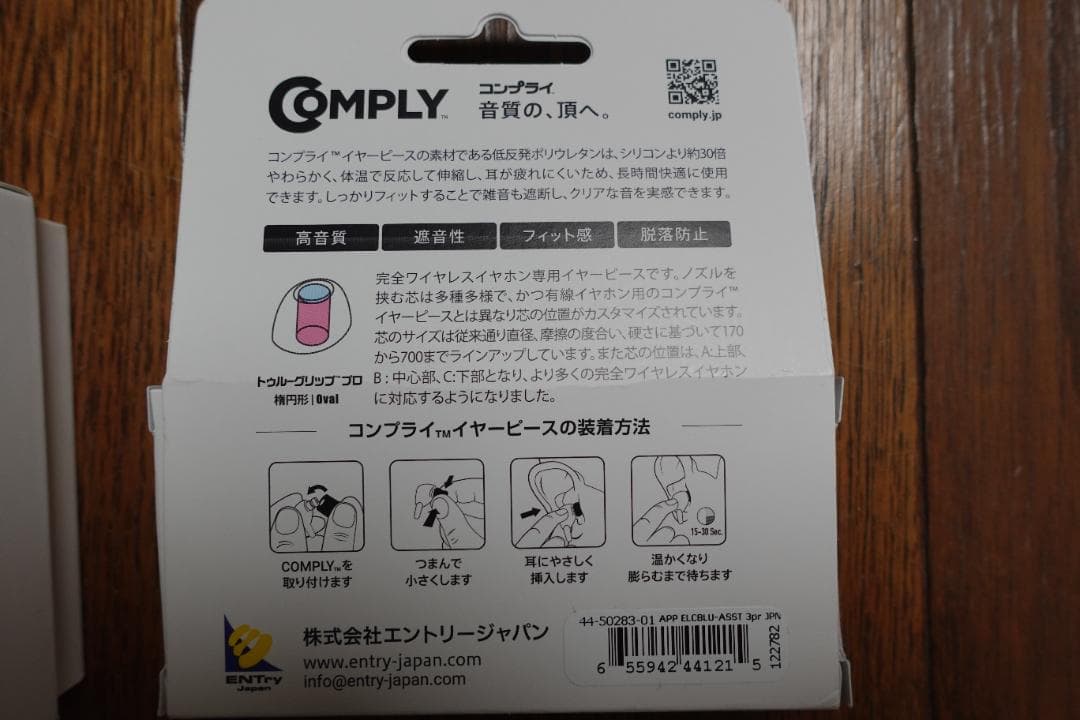 COMPLY™
コンプライ™
音質の、頂へ。
comply.jp
コンプライ™イヤーピースの素材である低反発ポリウレタンは、シリコンより約30倍
やわらかく、体温で反応して伸縮し、耳が疲れにくいため、長時間快適に使用
できます。しっかりフィットすることで雑音も遮断し、クリアな音を実感できます。
高音質 遮音性 フィット感 脱落防止
完全ワイヤレスイヤホン専用イヤーピースです。ノズルを
挟む芯は多種多様で、かつ有線イヤホン用のコンプライ™
イヤーピースとは異なり芯の位置がカスタマイズされています。
芯のサイズは従来通り直径、摩擦の度合い、硬さに基づいて170
から700までラインアップしています。また芯の位置は、A:上部、
B:中心部、C:下部となり、より多くの完全ワイヤレスイヤホン
に対応するようになりました。
トゥルーグリップ™プロ
楕円形|Oval
コンプライTMイヤーピースの装着方法
15-30 Sec.
COMPLY™を
取り付けます
つまんで
小さくします
耳にやさしく
挿入します
温かくなり
膨らむまで待ちます
ENTry
Japan
株式会社エントリージャパン
www.entry-japan.com
info@entry-japan.com
44-50283-01 APP ELCBLU-ASST 3pr JPN
6 55942 44121 5
122782